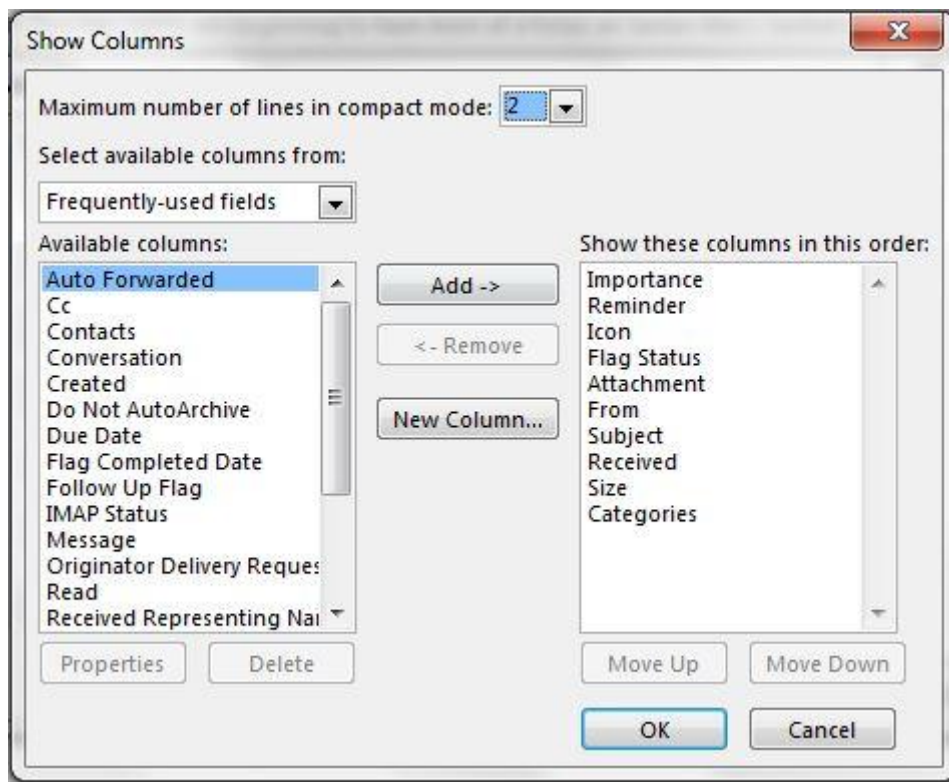 Show Columns
Maximum number of lines in compact mode: 2
Select available columns from:
Frequently-used fields
Available columns:
Auto Forwarded
Cc
Contacts
Conversation
Created
Do Not AutoArchive
Due Date
Flag Completed Date
Follow Up Flag
IMAP Status
Message
Originator Delivery Reques
Read
Received Representing Nai
Properties
Delete
Add ->
<- Remove
New Column...
Show these columns in this order:
Importance
Reminder
Icon
Flag Status
Attachment
From
Subject
Received
Size
Categories
Move Up
Move Down
OK
Cancel